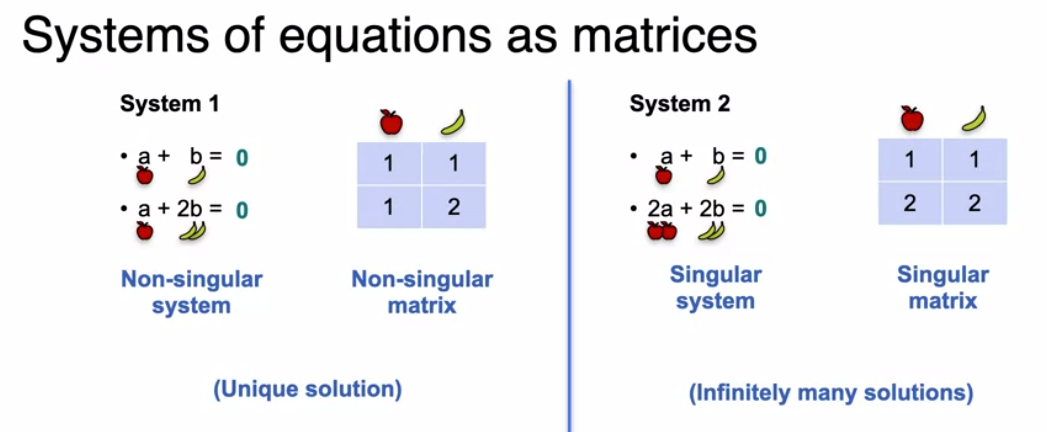 Systems of equations as matrices
System 1
• a + b = 0
• a + 2b = 0
1 1
1 2
Non-singular
system
Non-singular
matrix
(Unique solution)
System 2
• a + b = 0
• 2a + 2b = 0
1 1
2 2
Singular
system
Singular
matrix
(Infinitely many solutions)